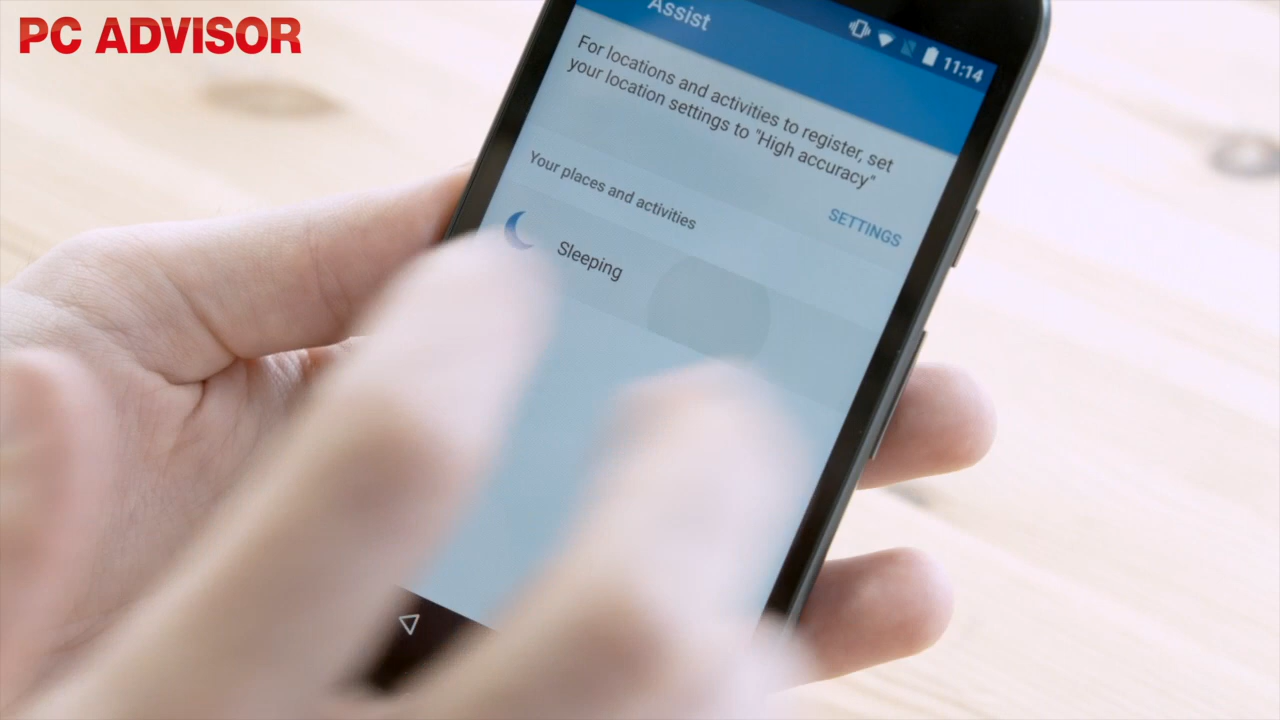 PC ADVISOR
Assist
11:14
For locations and activities to register, set
your location settings to "High accuracy"
SETTINGS
Your places and activities
Sleeping